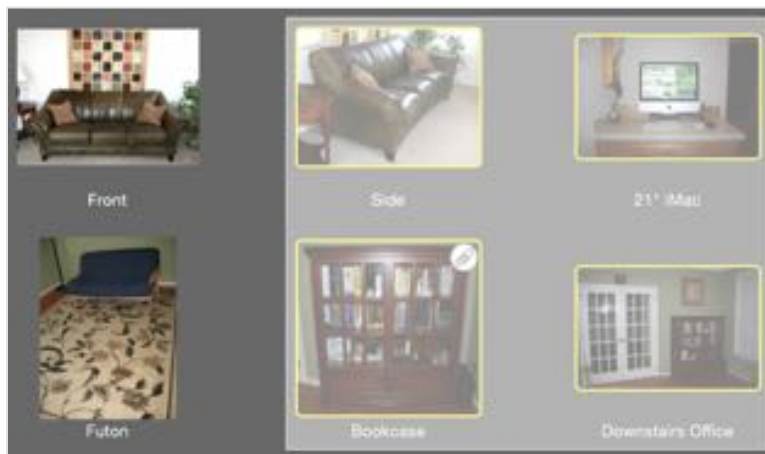 Front
Side
21" iMac
Futon
Bookcase
Downstairs Office